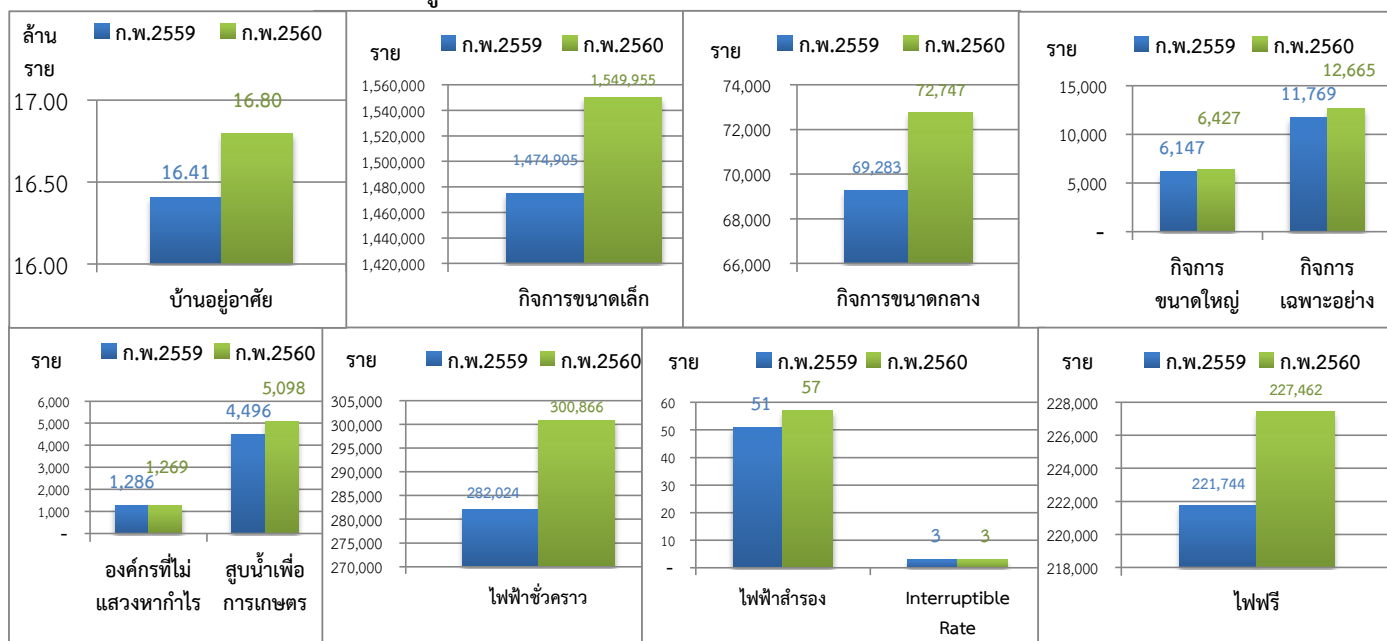 ล้าน
ราย
ก.พ.2559 ก.พ.2560
17.00
16.50
16.00
16.41
16.80
บ้านอยู่อาศัย
ราย
ก.พ.2559 ก.พ.2560
1,560,000
1,540,000
1,520,000
1,500,000
1,480,000
1,460,000
1,440,000
1,420,000
1,474,905
1,549,955
กิจการขนาดเล็ก
ราย
ก.พ.2559 ก.พ.2560
74,000
72,000
70,000
68,000
66,000
69,283
72,747
กิจการขนาดกลาง
ราย
ก.พ.2559 ก.พ.2560
15,000
10,000
5,000
-
6,147
6,427
11,769
12,665
กิจการ
ขนาดใหญ่
กิจการ
เฉพาะอย่าง
ราย
ก.พ.2559 ก.พ.2560
6,000
5,000
4,000
3,000
2,000
1,000
-
1,286
1,269
4,496
5,098
องค์กรที่ไม่
แสวงหากำไร
สูบน้ำเพื่อ
การเกษตร
ราย
ก.พ.2559 ก.พ.2560
305,000
300,000
295,000
290,000
285,000
280,000
275,000
270,000
282,024
300,866
ไฟฟ้าชั่วคราว
ราย
ก.พ.2559 ก.พ.2560
60
50
40
30
20
10
-
51
57
3
3
ไฟฟ้าสำรอง
Interruptible
Rate
ราย
ก.พ.2559 ก.พ.2560
228,000
226,000
224,000
222,000
220,000
218,000
221,744
227,462
ไฟฟรี